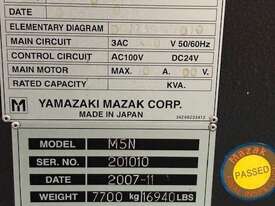 DATE
ELEMENTARY DIAGRAM
MAIN CIRCUIT 3AC V 50/60Hz
CONTROL CIRCUIT AC100V DC24V
MAIN MOTOR MAX. A. V.
RATED CAPACITY KVA.
M YAMAZAKI MAZAK CORP.
MADE IN JAPAN
MODEL M5N
SER. NO. 201010
DATE 2007-11
WEIGHT 7700 kg 16940 LBS
Mazak
PASSED